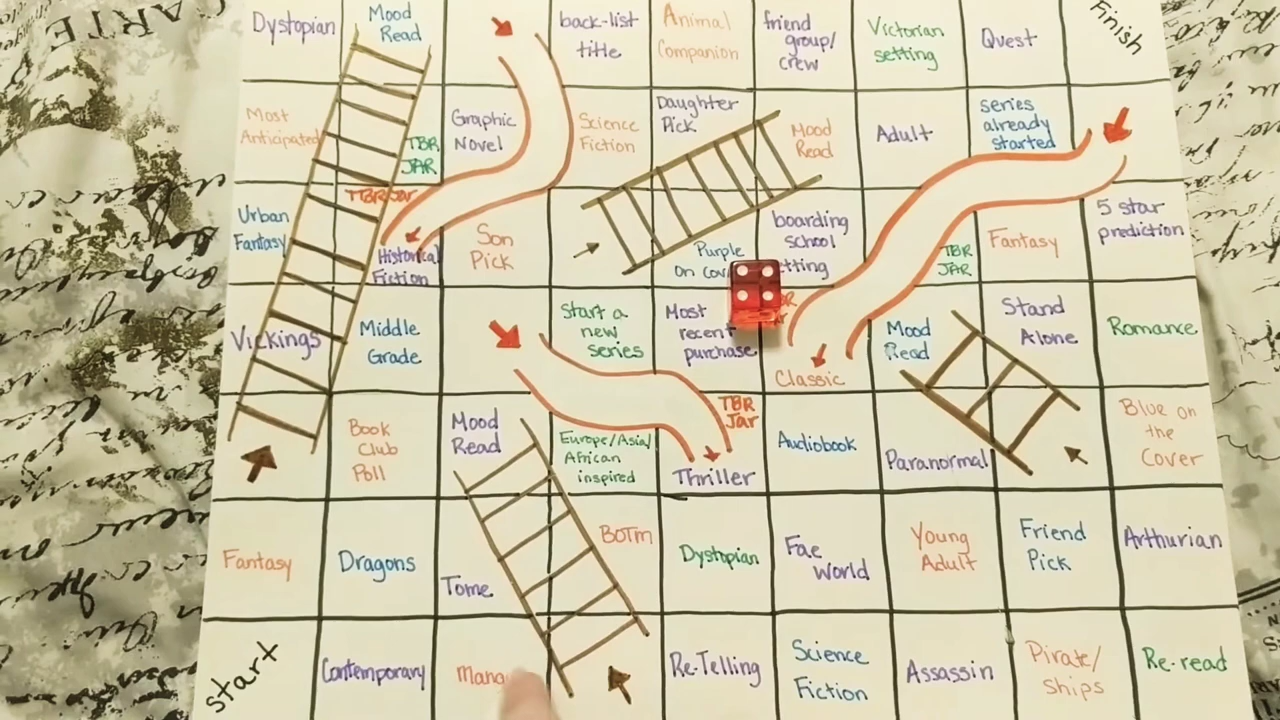 Dystopian
Mood
Read
back-list
title
Animal
Companion
friend
group/
crew
Victorian
setting
Quest
Finish
Most
Anticipated
TBR
JAR
Graphic
Novel
Science
Fiction
Daughter
Pick
Mood
Read
Adult
series
already
started
Urban
Fantasy
TBR Jar
Historical
Fiction
Son
Pick
Purple
on
boarding
school
TBR
JAR
Fantasy
5 star
prediction
Vickings
Middle
Grade
Start a
new
series
Most
recent
purchase
Classic
Mood
Read
Stand
Alone
Romance
Book
Club
Poll
Mood
Read
Europe/Asia/
African
inspired
TBR
Jar
Thriller
Audiobook
Paranormal
Blue on
the
Cover
Fantasy
Dragons
Tome
BOTM
Dystopian
Fae
World
Young
Adult
Friend
Pick
Arthurian
start
Contemporary
Re-Telling
Science
Fiction
Assassin
Pirate/
Ships
Re-read